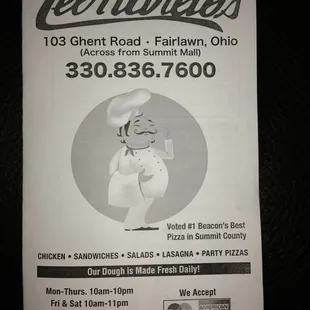 103 Ghent Road · Fairlawn, Ohio
(Across from Summit Mall)
330.836.7600
Voted #1 Beacon's Best
Pizza in Summit County
CHICKEN • SANDWICHES • SALADS • LASAGNA • PARTY PIZZAS
Our Dough is Made Fresh Daily!
Mon-Thurs. 10am-10pm
Fri & Sat 10am-11pm
We Accept